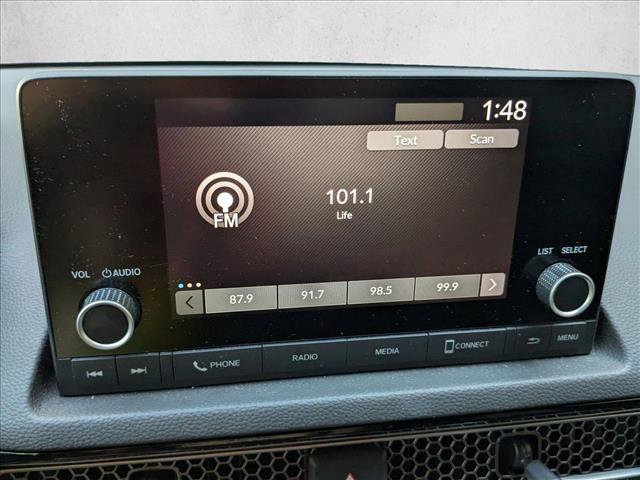 1:48
Text Scan
101.1
Life
FM
87.9 91.7 98.5 99.9
VOL AUDIO
LIST SELECT
PHONE RADIO MEDIA CONNECT MENU